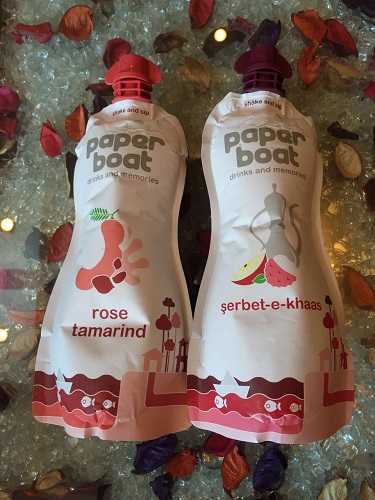 shake and sip
paper
boat
drinks and memories
rose
tamarind
shake and sip
paper
boat
drinks and memories
şerbet-e-khaas